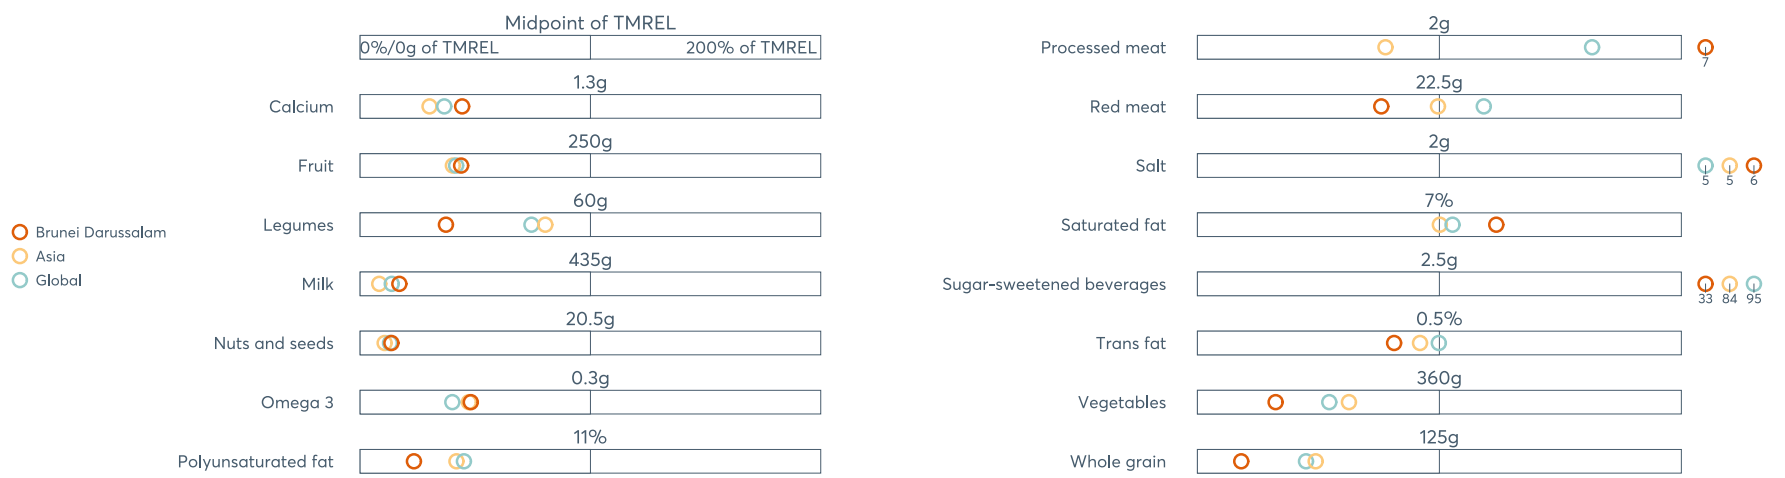 Midpoint of TMREL
0%/0g of TMREL 200% of TMREL
1.3g
Calcium
250g
Fruit
60g
Legumes
Brunei Darussalam
Asia
Global
435g
Milk
20.5g
Nuts and seeds
0.3g
Omega 3
11%
Polyunsaturated fat
2g
Processed meat
7
22.5g
Red meat
2g
Salt
5 5 6
7%
Saturated fat
2.5g
Sugar-sweetened beverages
33 84 95
0.5%
Trans fat
360g
Vegetables
125g
Whole grain